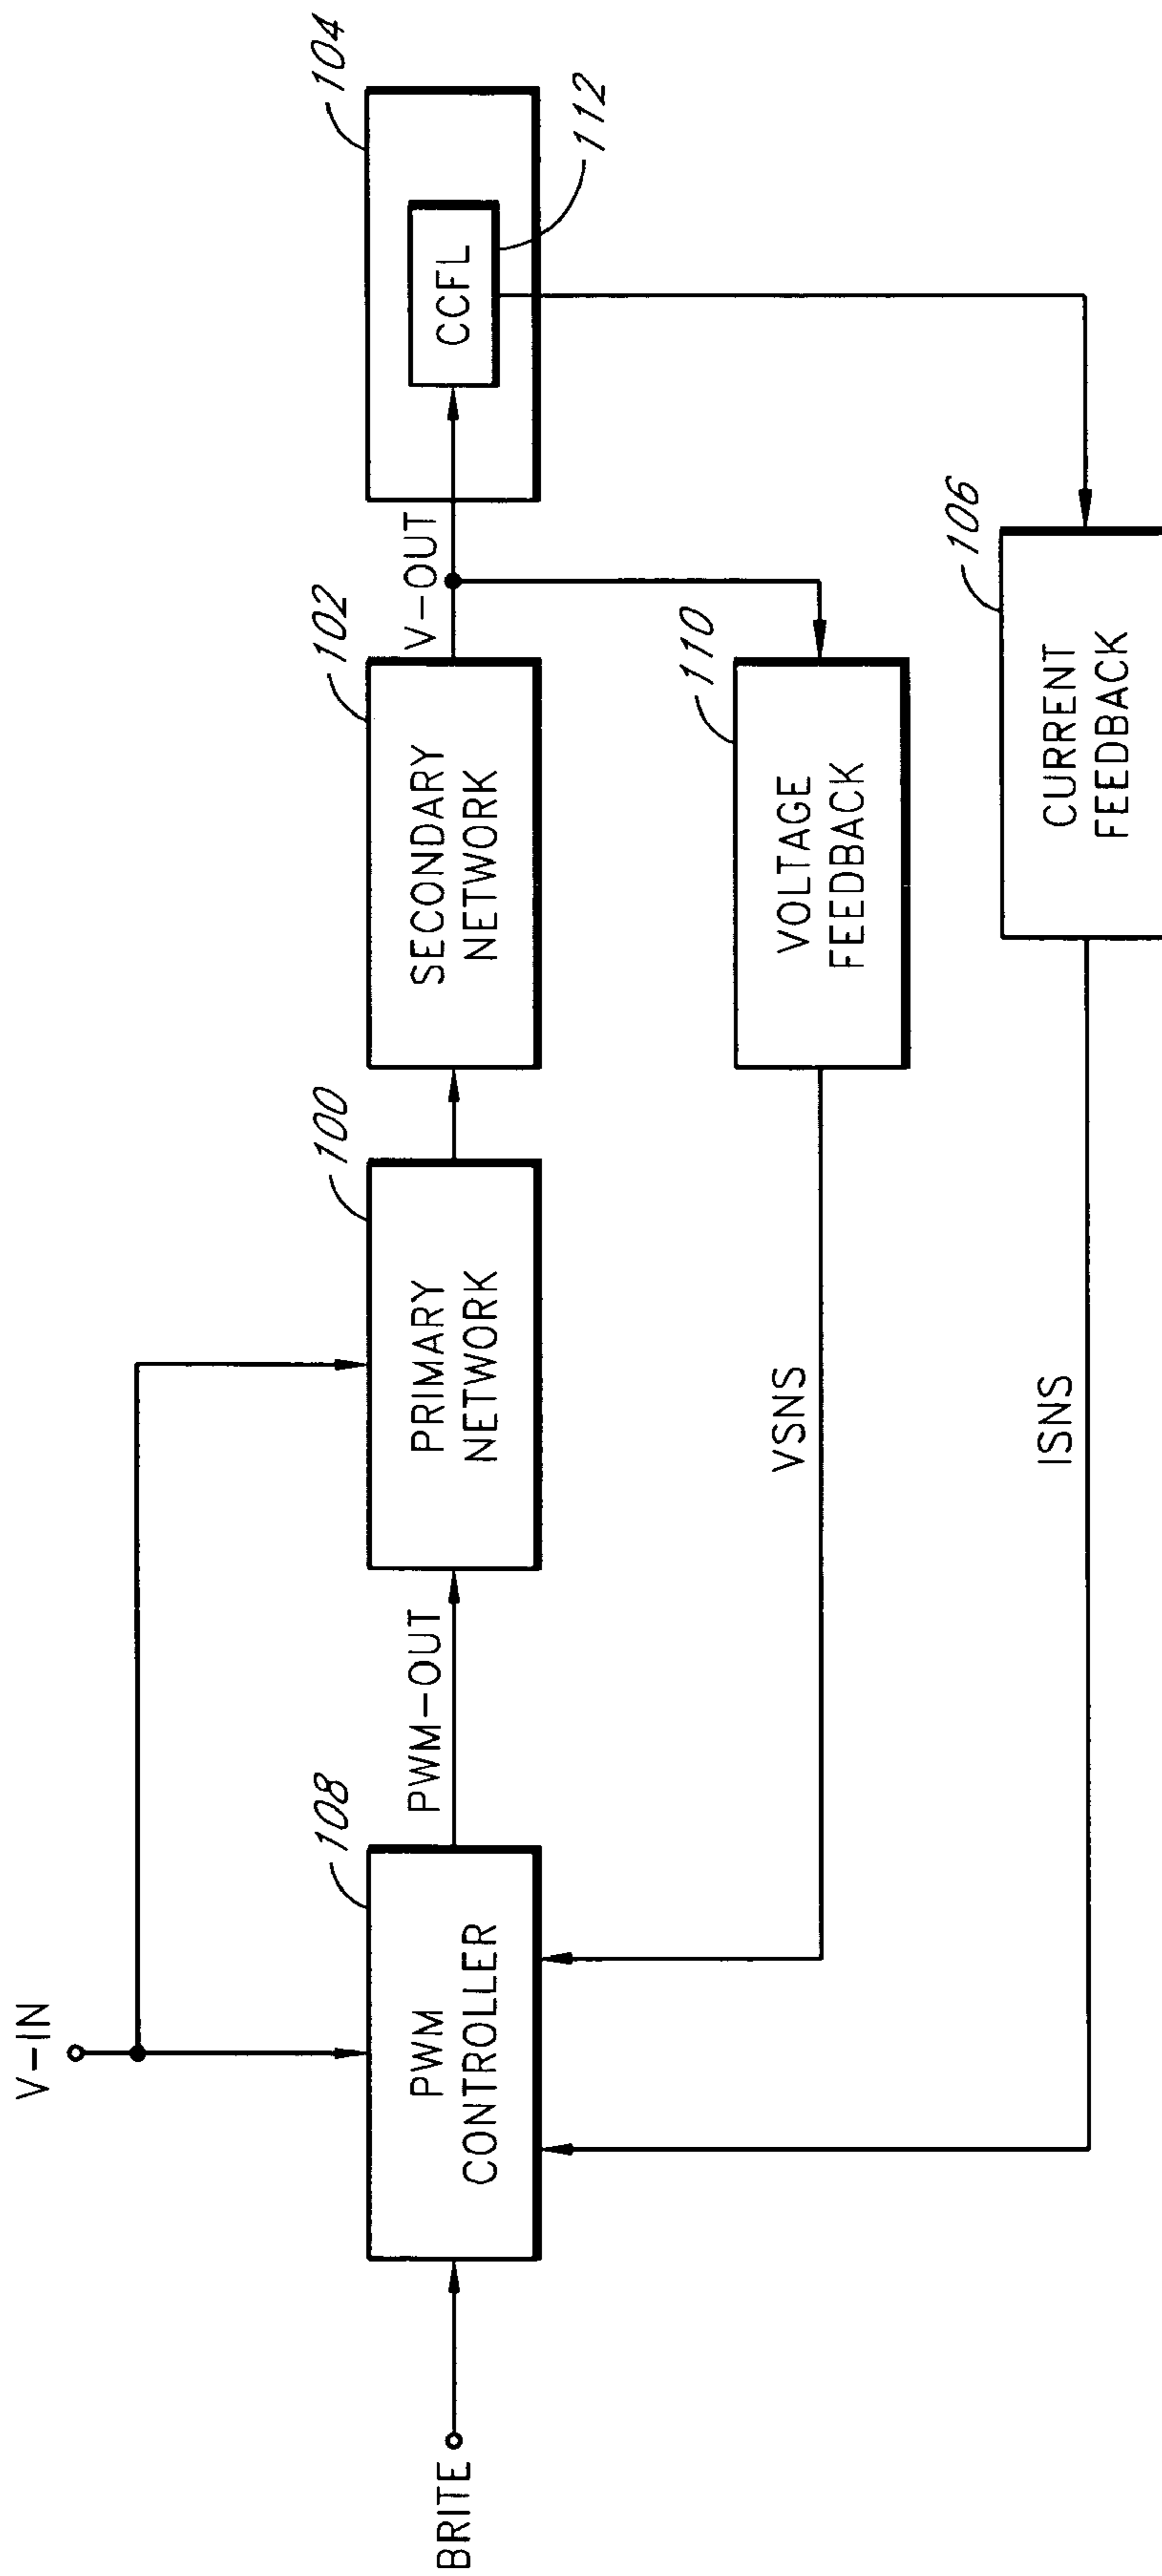 V-IN
BRITE
108
PWM
CONTROLLER
PWM-OUT
100
PRIMARY
NETWORK
102
SECONDARY
NETWORK
V-OUT
104
CCFL
112
110
VOLTAGE
FEEDBACK
VSNS
106
CURRENT
FEEDBACK
ISNS